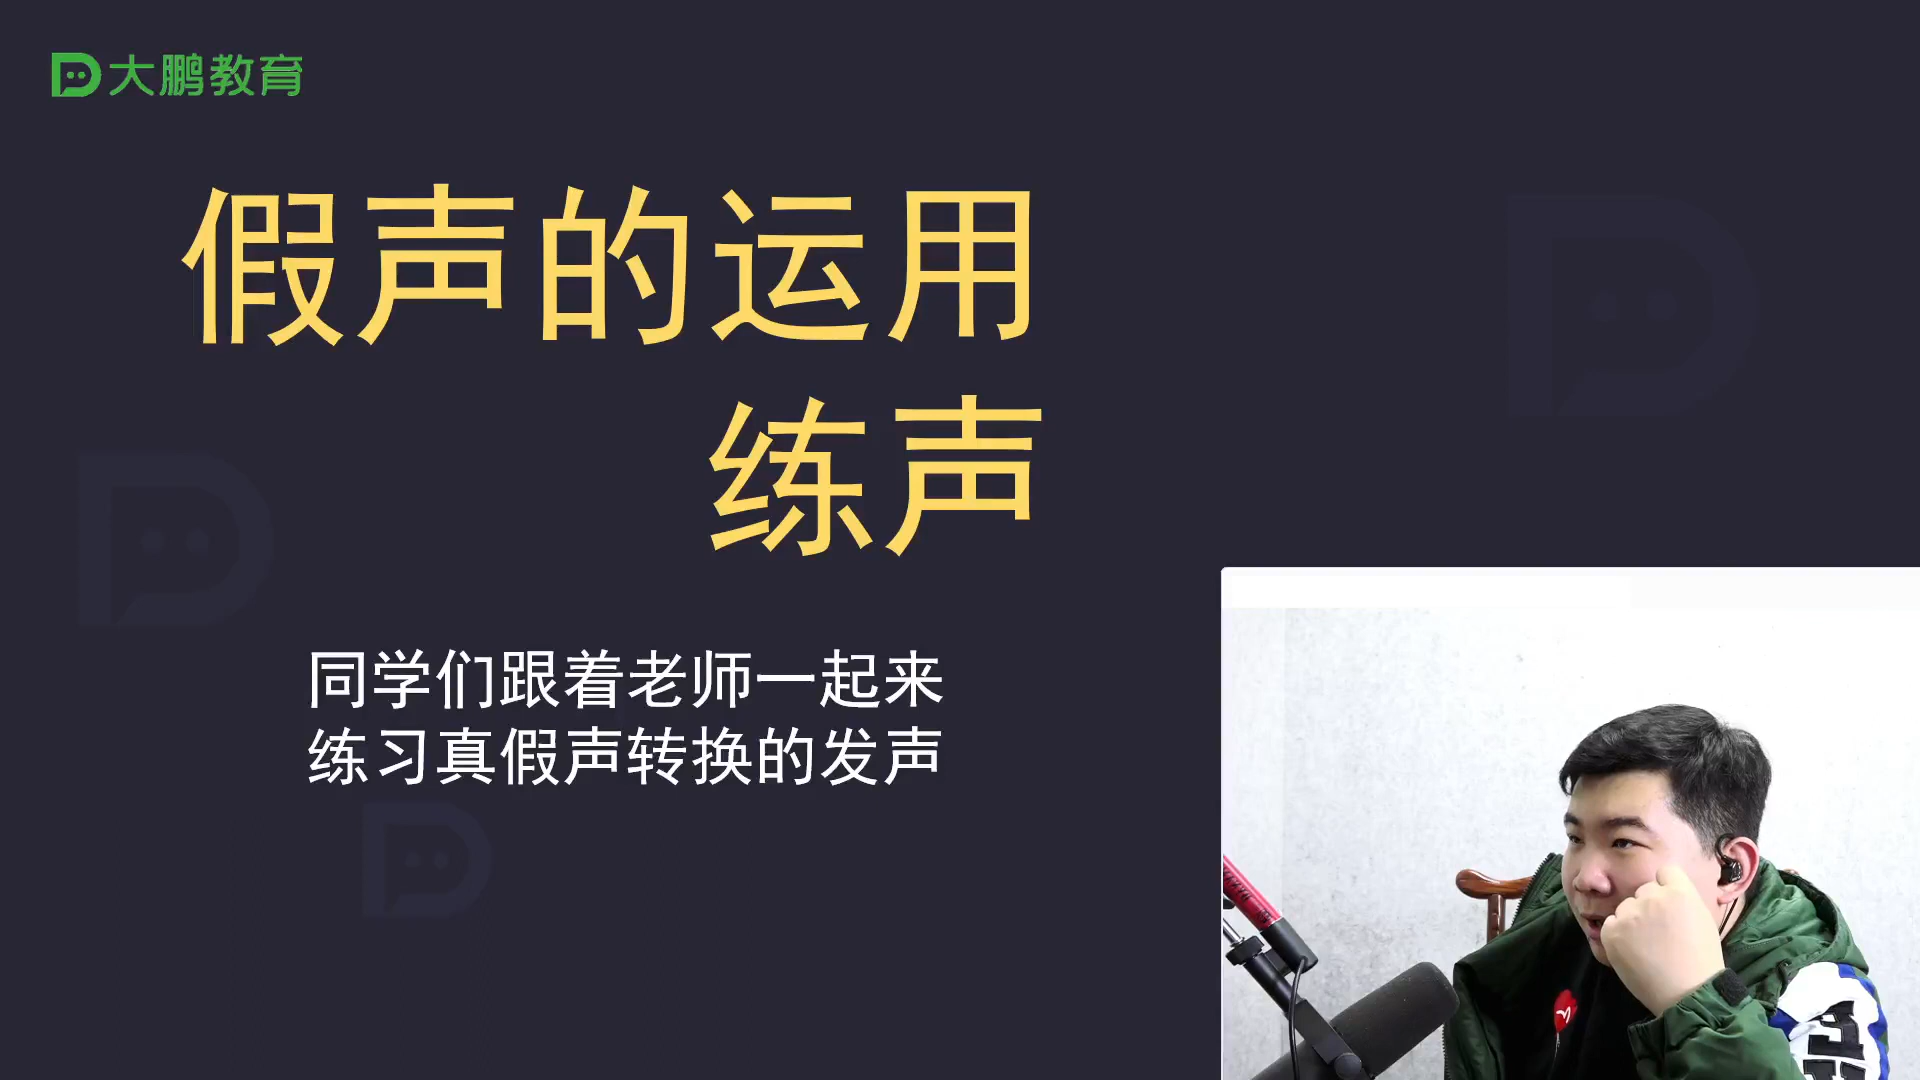 大鹏教育
假声的运用
练声
同学们跟着老师一起来
练习真假声转换的发声